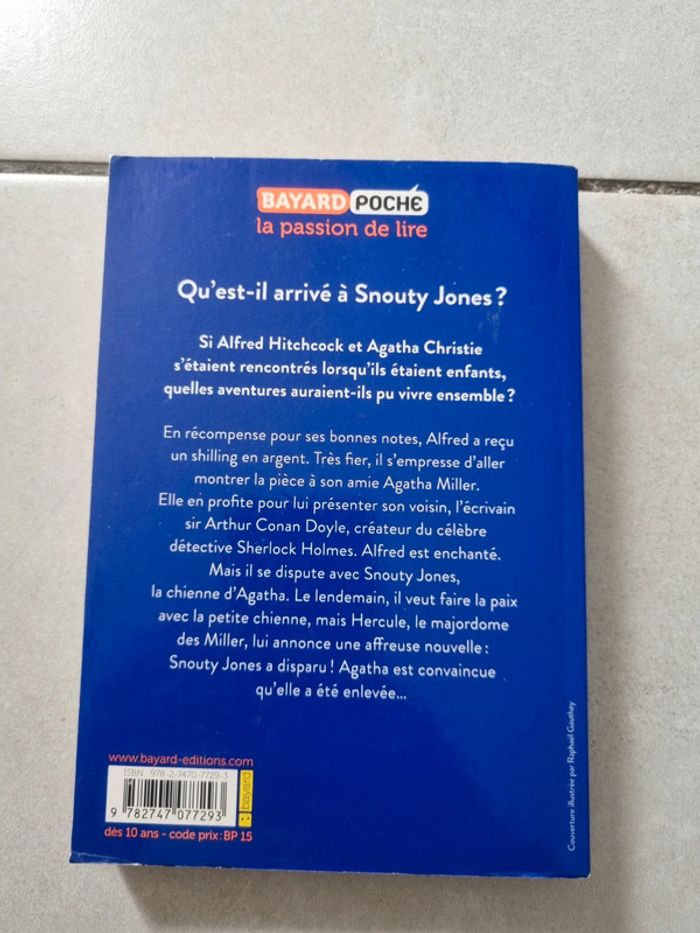 BAYARD POCHE
la passion de lire
Qu'est-il arrivé à Snouty Jones ?
Si Alfred Hitchcock et Agatha Christie
s'étaient rencontrés lorsqu'ils étaient enfants,
quelles aventures auraient-ils pu vivre ensemble ?
En récompense pour ses bonnes notes, Alfred a reçu
un shilling en argent. Très fier, il s'empresse d'aller
montrer la pièce à son amie Agatha Miller.
Elle en profite pour lui présenter son voisin, l'écrivain
sir Arthur Conan Doyle, créateur du célèbre
détective Sherlock Holmes. Alfred est enchanté.
Mais il se dispute avec Snouty Jones,
la chienne d'Agatha. Le lendemain, il veut faire la paix
avec la petite chienne, mais Hercule, le majordome
des Miller, lui annonce une affreuse nouvelle :
Snouty Jones a disparu ! Agatha est convaincue
qu'elle a été enlevée...
www.bayard-editions.com
ISBN 978-2-7470-7729-3
9 782747 077293
bayard
dès 10 ans - code prix : BP 15
Couverture illustrée par Raphaël Gauthey